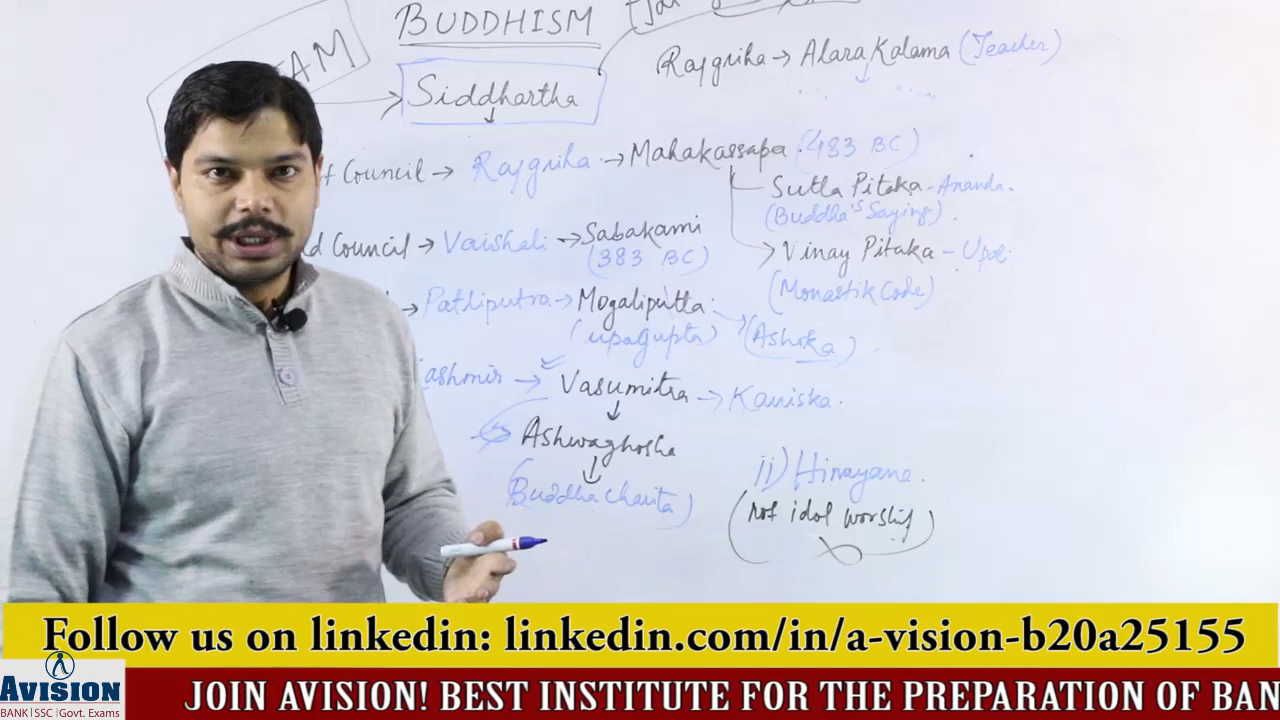 BUDDHISM
Siddhartha
Rajgriha → Alara Kalama (Teacher)
st Council → Rajgriha → Mahakassapa (483 BC)
Sutta Pitaka - Ananda.
(Buddha's Saying).
d Council → Vaishali → Sabakami
(383 BC)
Vinay Pitaka - Upali
(Monastik Code)
→ Patliputra → Mogaliputta
(upagupta) (Ashoka)
ashmir → Vasumitra → Kaniska.
Ashwaghosha
(Buddha Charita)
ii) Hinayana.
(not idol worship)
Follow us on linkedin: linkedin.com/in/a-vision-b20a25155
AVISION
BANK|SSC|Govt. Exams
JOIN AVISION! BEST INSTITUTE FOR THE PREPARATION OF BAN